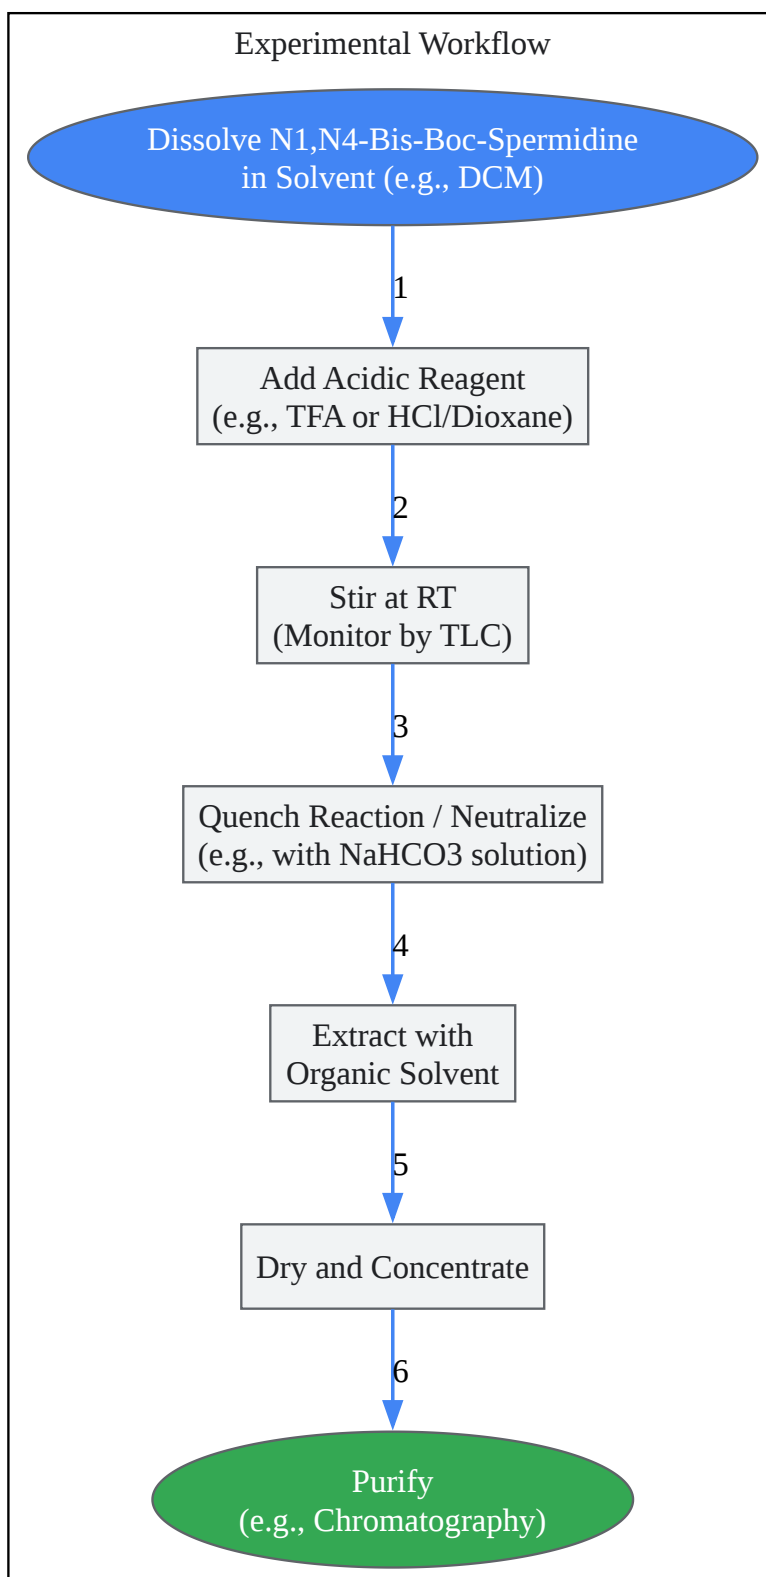 Experimental Workflow
Dissolve N1,N4-Bis-Boc-Spermidine
in Solvent (e.g., DCM)
1
Add Acidic Reagent
(e.g., TFA or HCl/Dioxane)
2
Stir at RT
(Monitor by TLC)
3
Quench Reaction / Neutralize
(e.g., with NaHCO3 solution)
4
Extract with
Organic Solvent
5
Dry and Concentrate
6
Purify
(e.g., Chromatography)